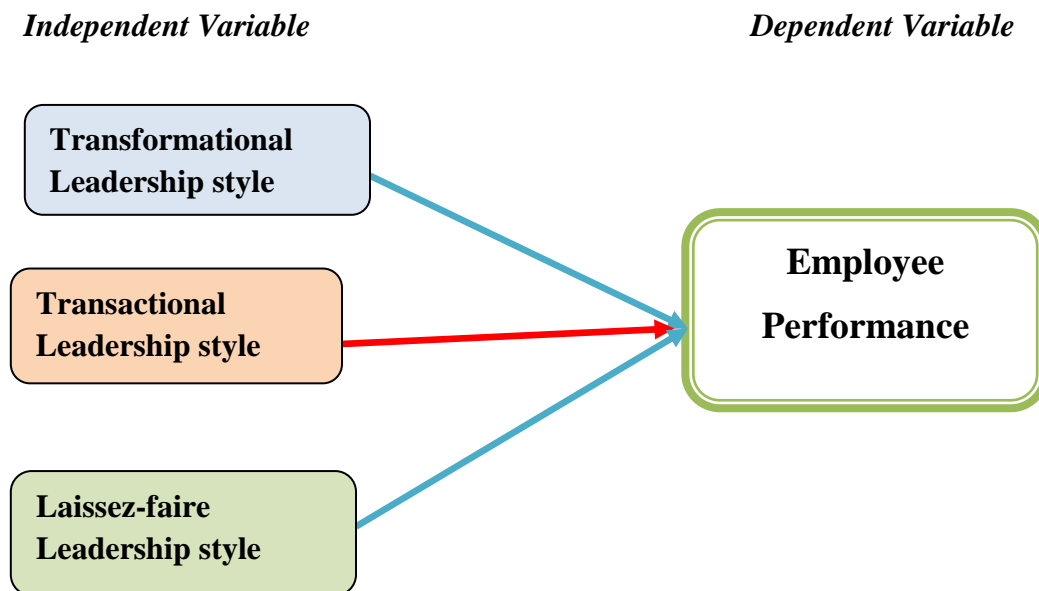 Independent Variable
Dependent Variable
Transformational
Leadership style
Transactional
Leadership style
Laissez-faire
Leadership style
Employee
Performance